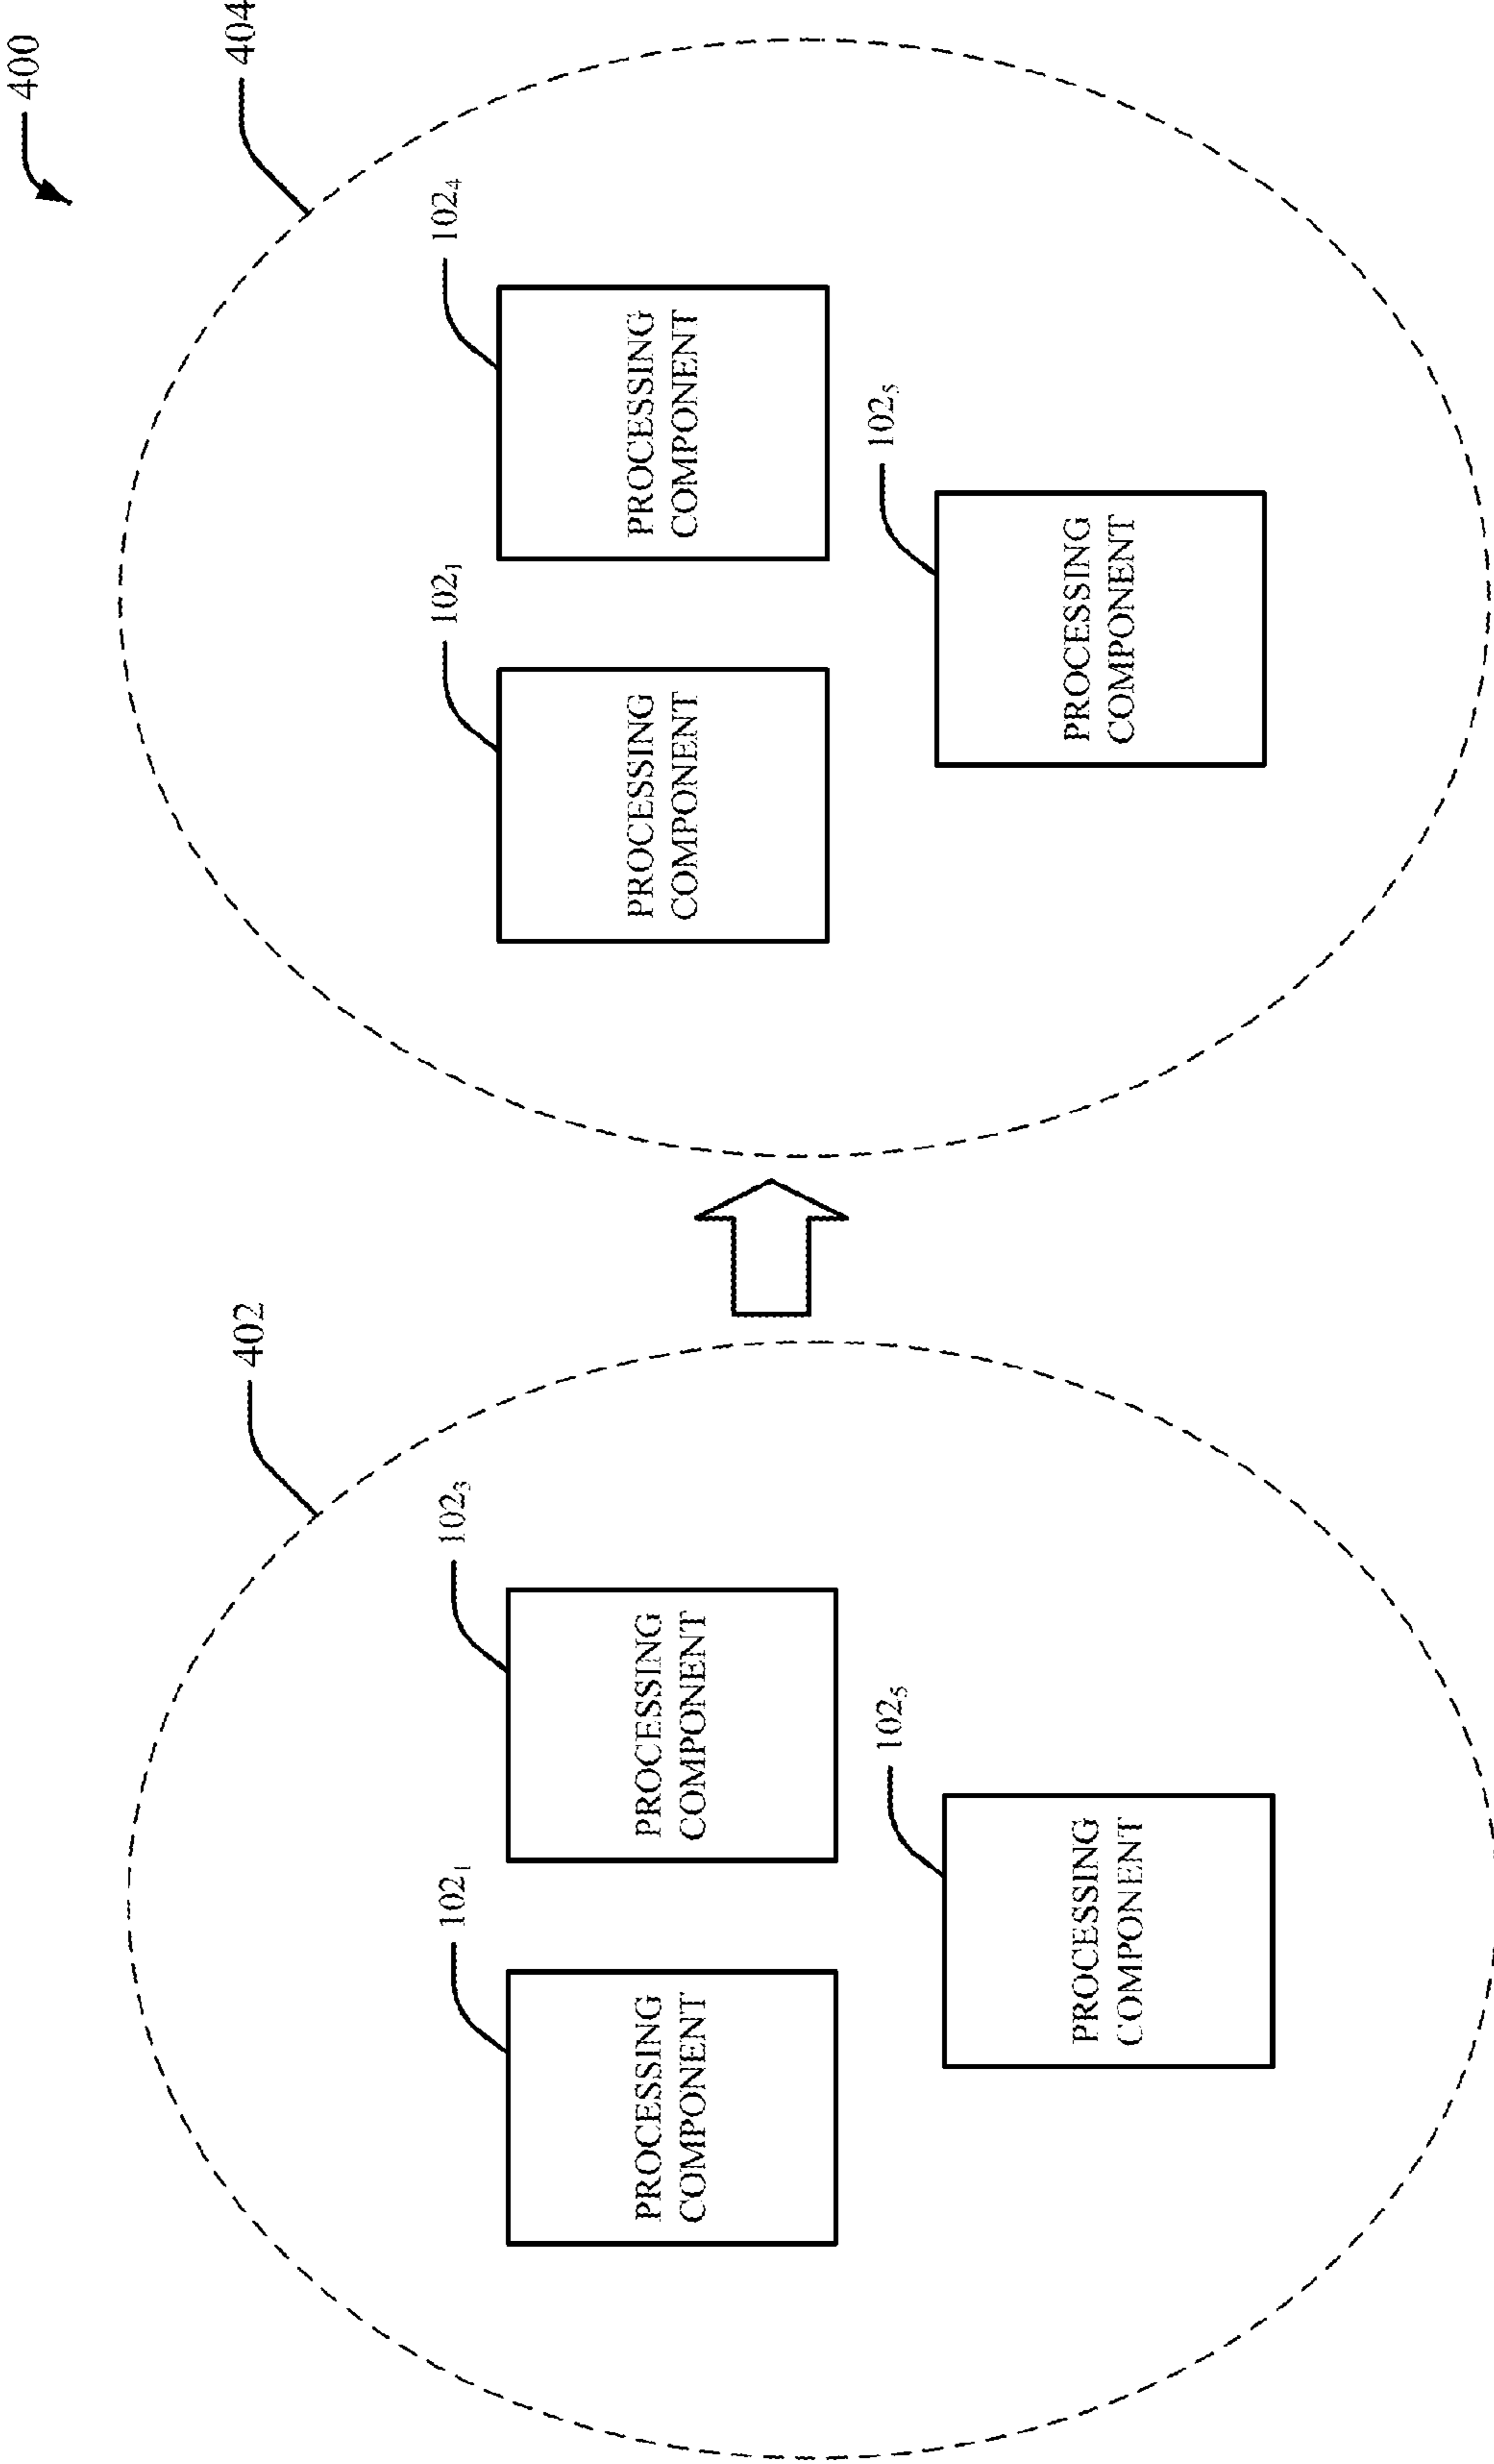 400
402
404
102₁
102₃
102₁
102₄
PROCESSING
COMPONENT
PROCESSING
COMPONENT
PROCESSING
COMPONENT
PROCESSING
COMPONENT
102₅
102₅
PROCESSING
COMPONENT
PROCESSING
COMPONENT